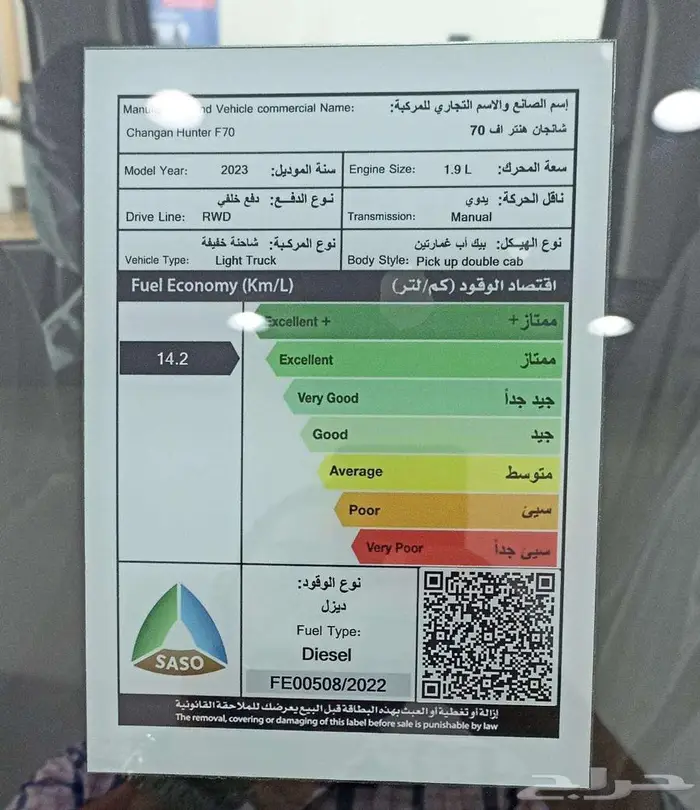 Manu nd Vehicle commercial Name: إسم الصانع والاسم التجاري للمركبة:
Changan Hunter F70 شانجان هنتر اف 70
Model Year: 2023 سنة الموديل: Engine Size: 1.9 L سعة المحرك:
نوع الدفع: دفع خلفي ناقل الحركة: يدوي
Drive Line: RWD Transmission: Manual
نوع المركبة: شاحنة خفيفة نوع الهيكل: بيك أب غمارتين
Vehicle Type: Light Truck Body Style: Pick up double cab
Fuel Economy (Km/L) اقتصاد الوقود (كم/لتر)
Excellent + ممتاز +
14.2 Excellent ممتاز
Very Good جيد جداً
Good جيد
Average متوسط
Poor سيئ
Very Poor سيئ جداً
نوع الوقود:
ديزل
Fuel Type:
Diesel
SASO
FE00508/2022
إزالة أو تغطية أو العبث بهذه البطاقة قبل البيع يعرضك للملاحقة القانونية
The removal, covering or damaging of this label before sale is punishable by law
حراج